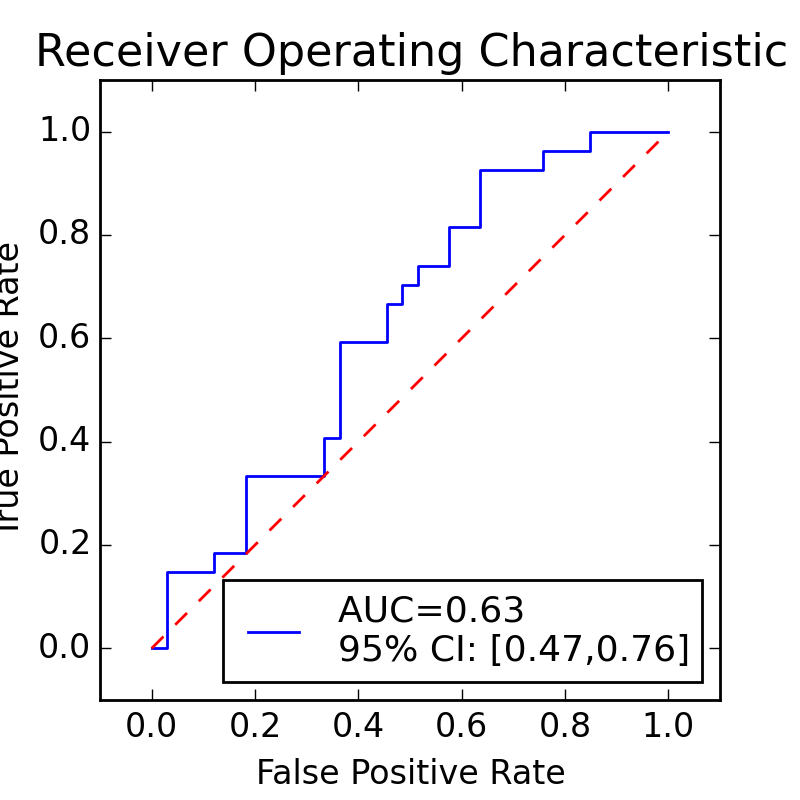 Receiver Operating Characteristic
True Positive Rate
1.0
0.8
0.6
0.4
0.2
0.0
AUC=0.63
95% CI: [0.47,0.76]
0.0 0.2 0.4 0.6 0.8 1.0
False Positive Rate